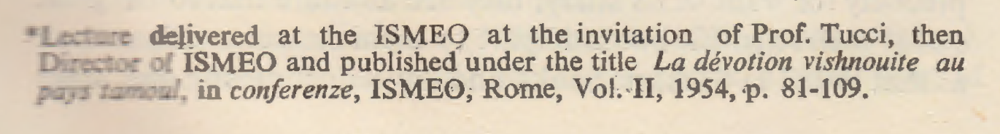 *Lecture delivered at the ISMEO at the invitation of Prof. Tucci, then
Director of ISMEO and published under the title La dévotion vishnouite au
pays tamoul, in conferenze, ISMEO, Rome, Vol. II, 1954, p. 81-109.